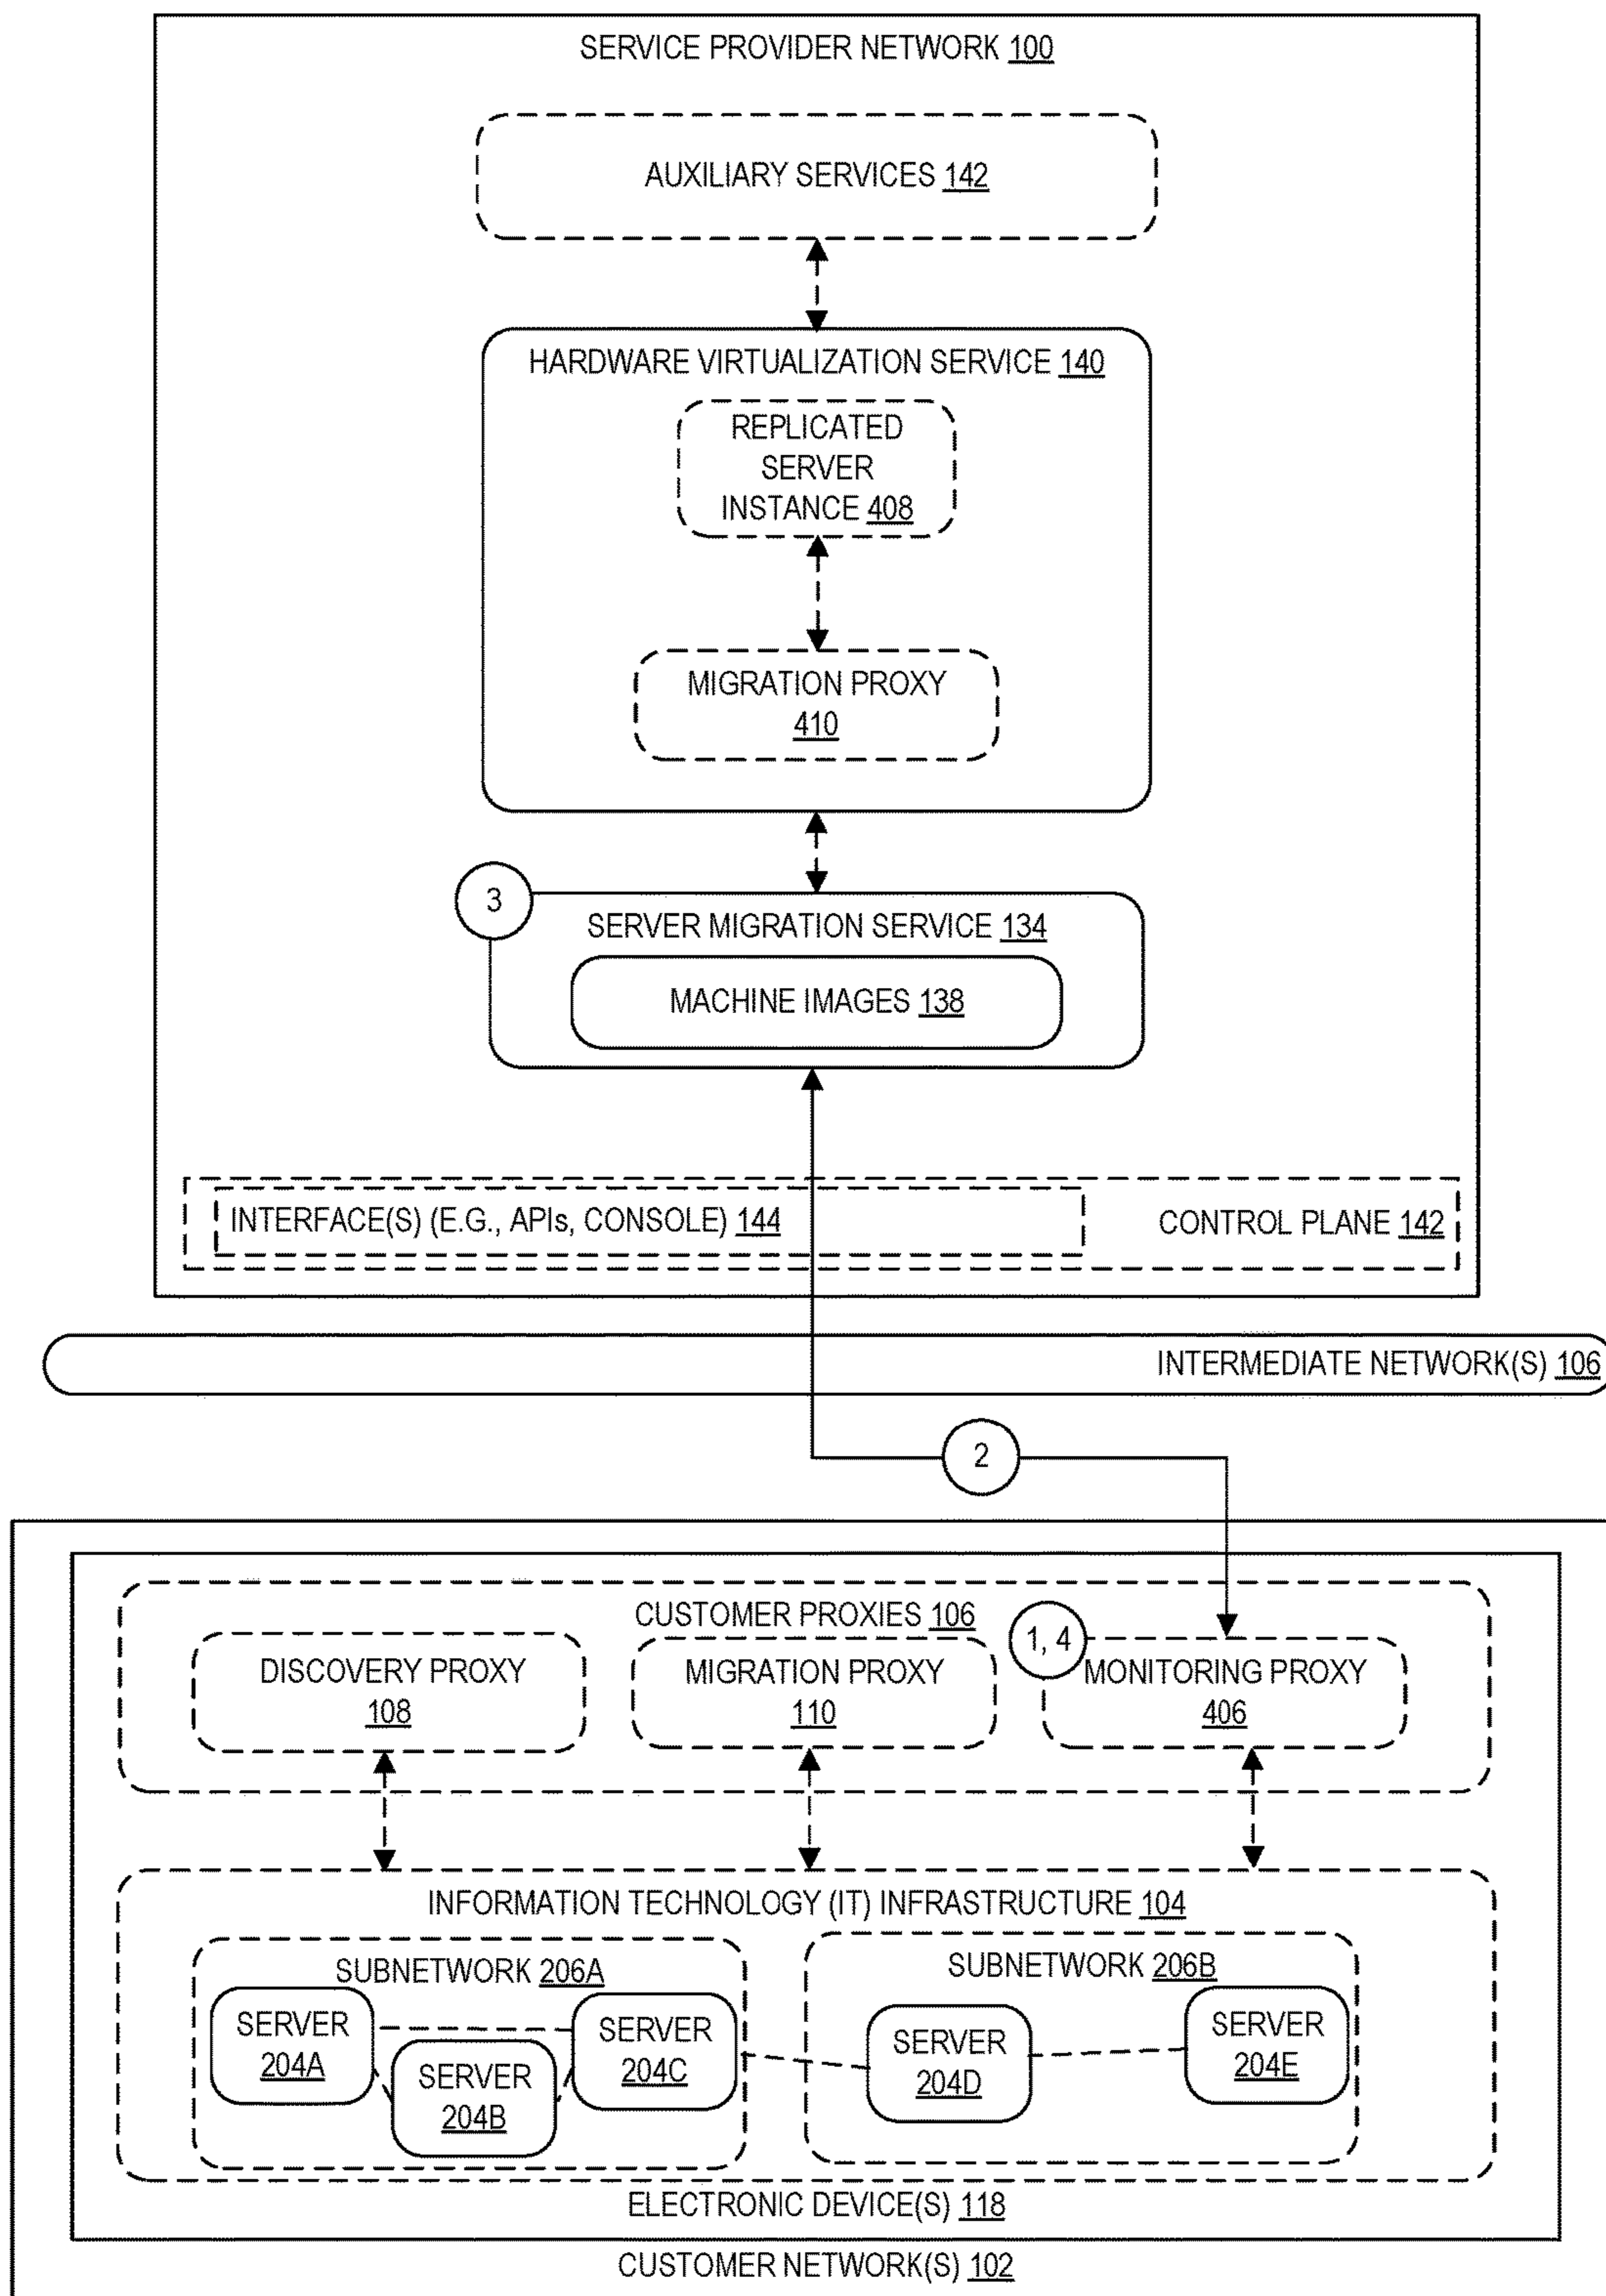 SERVICE PROVIDER NETWORK 100
AUXILIARY SERVICES 142
HARDWARE VIRTUALIZATION SERVICE 140
REPLICATED
SERVER
INSTANCE 408
MIGRATION PROXY
410
3
SERVER MIGRATION SERVICE 134
MACHINE IMAGES 138
INTERFACE(S) (E.G., APIs, CONSOLE) 144
CONTROL PLANE 142
INTERMEDIATE NETWORK(S) 106
2
CUSTOMER PROXIES 106
1, 4
DISCOVERY PROXY
108
MIGRATION PROXY
110
MONITORING PROXY
406
INFORMATION TECHNOLOGY (IT) INFRASTRUCTURE 104
SUBNETWORK 206A
SERVER
204A
SERVER
204B
SERVER
204C
SUBNETWORK 206B
SERVER
204D
SERVER
204E
ELECTRONIC DEVICE(S) 118
CUSTOMER NETWORK(S) 102